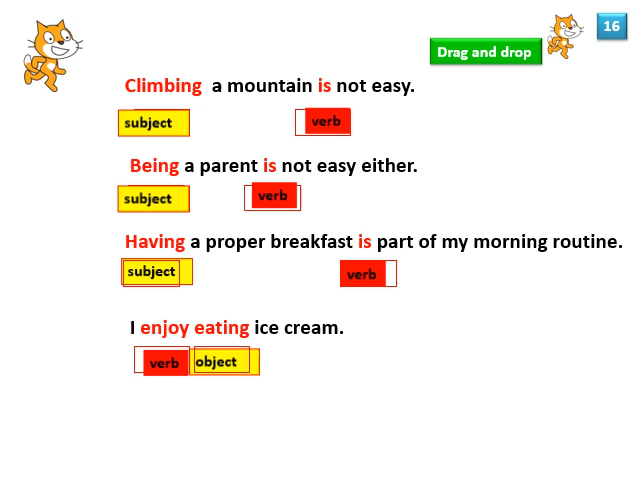 16
Drag and drop
Climbing a mountain is not easy.
subject verb
Being a parent is not easy either.
subject verb
Having a proper breakfast is part of my morning routine.
subject verb
I enjoy eating ice cream.
verb object